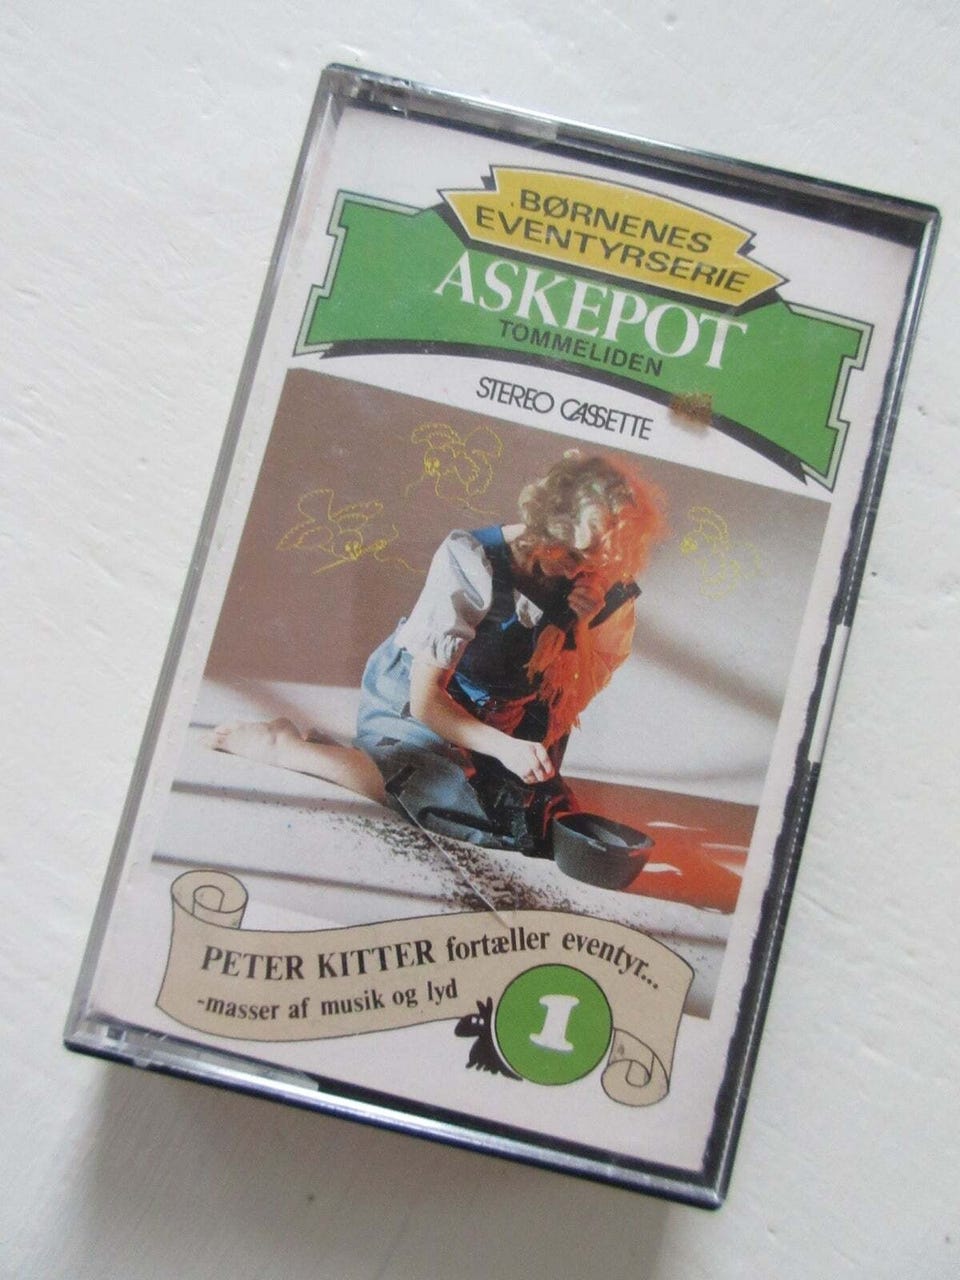 BØRNENES
EVENTYRSERIE
ASKEPOT
TOMMELIDEN
STEREO CASSETTE
PETER KITTER fortæller eventyr...
-masser af musik og lyd
1